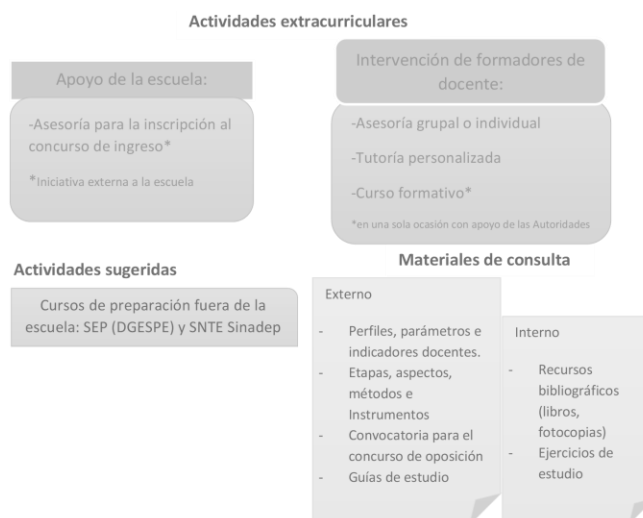 Actividades extracurriculares
Apoyo de la escuela:
-Asesoría para la inscripción al
concurso de ingreso*
*Iniciativa externa a la escuela
Intervención de formadores de
docente:
-Asesoría grupal o individual
-Tutoría personalizada
-Curso formativo*
*en una sola ocasión con apoyo de las Autoridades
Actividades sugeridas
Cursos de preparación fuera de la
escuela: SEP (DGESPE) y SNTE Sinadep
Materiales de consulta
Externo
- Perfiles, parámetros e
indicadores docentes.
- Etapas, aspectos,
métodos e
Instrumentos
- Convocatoria para el
concurso de oposición
- Guías de estudio
Interno
- Recursos
bibliográficos
(libros,
fotocopias)
- Ejercicios de
estudio